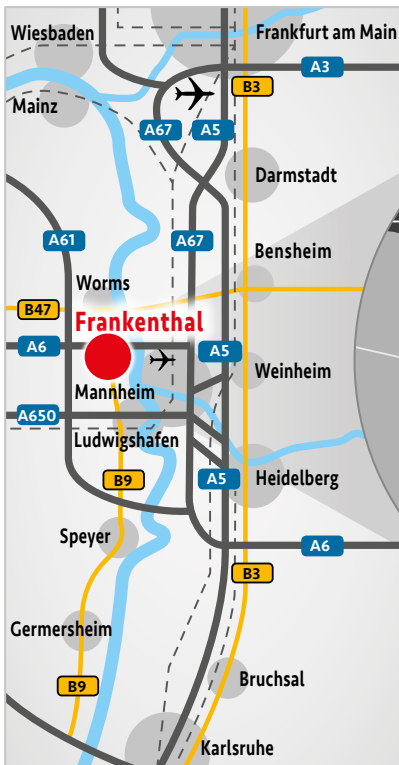 Wiesbaden
Frankfurt am Main
A3
B3
Mainz
A67
A5
Darmstadt
A61
A67
Bensheim
Worms
B47
Frankenthal
A6
A5
Weinheim
Mannheim
A650
Ludwigshafen
B9
A5
Heidelberg
Speyer
A6
B3
Germersheim
B9
Bruchsal
Karlsruhe